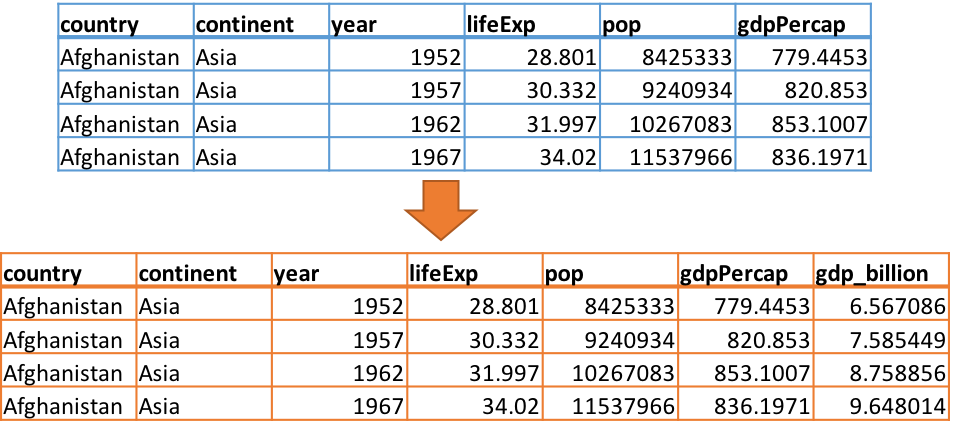 country continent year lifeExp pop gdpPercap
Afghanistan Asia 1952 28.801 8425333 779.4453
Afghanistan Asia 1957 30.332 9240934 820.853
Afghanistan Asia 1962 31.997 10267083 853.1007
Afghanistan Asia 1967 34.02 11537966 836.1971
country continent year lifeExp pop gdpPercap gdp_billion
Afghanistan Asia 1952 28.801 8425333 779.4453 6.567086
Afghanistan Asia 1957 30.332 9240934 820.853 7.585449
Afghanistan Asia 1962 31.997 10267083 853.1007 8.758856
Afghanistan Asia 1967 34.02 11537966 836.1971 9.648014